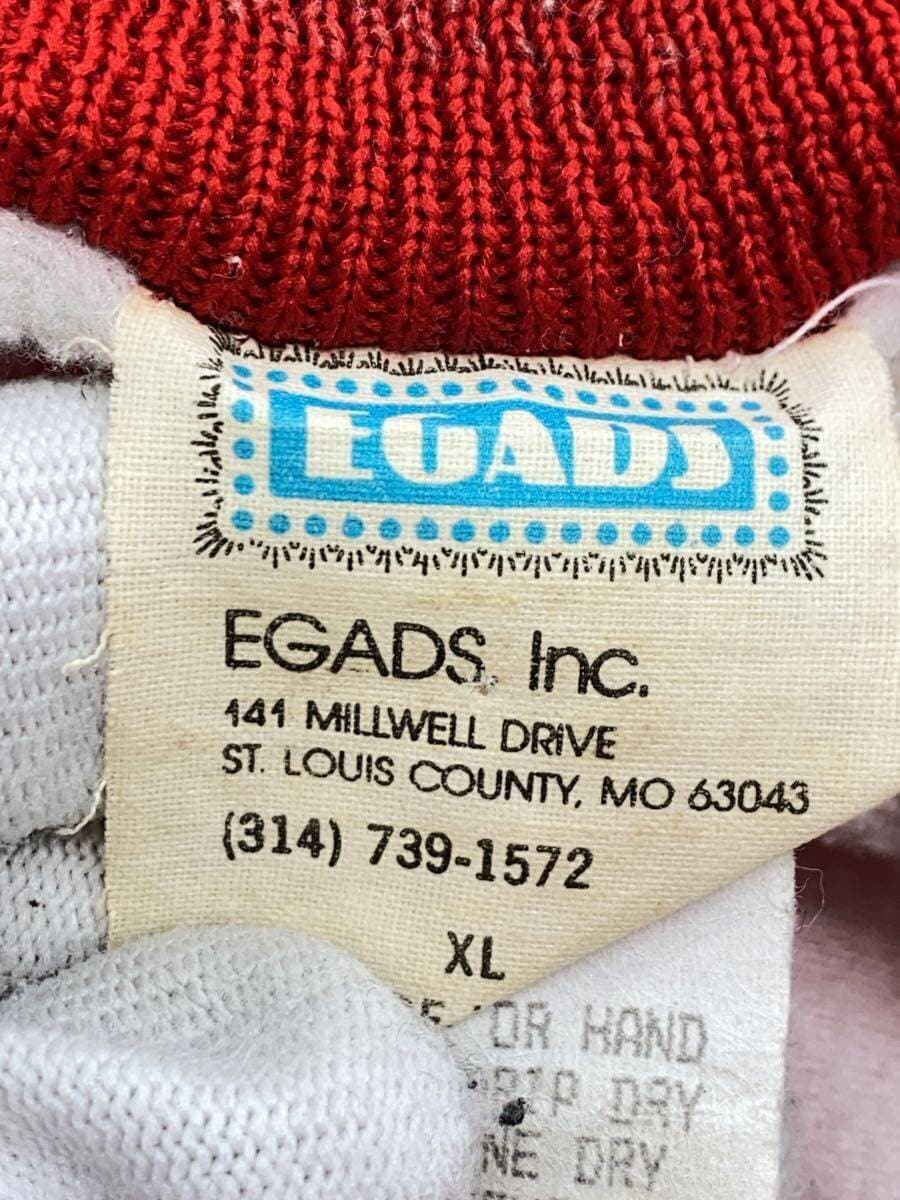 EGADS
EGADS, Inc.
141 MILLWELL DRIVE
ST. LOUIS COUNTY, MO 63043
(314) 739-1572
XL
OR HAND
DRY
DRY